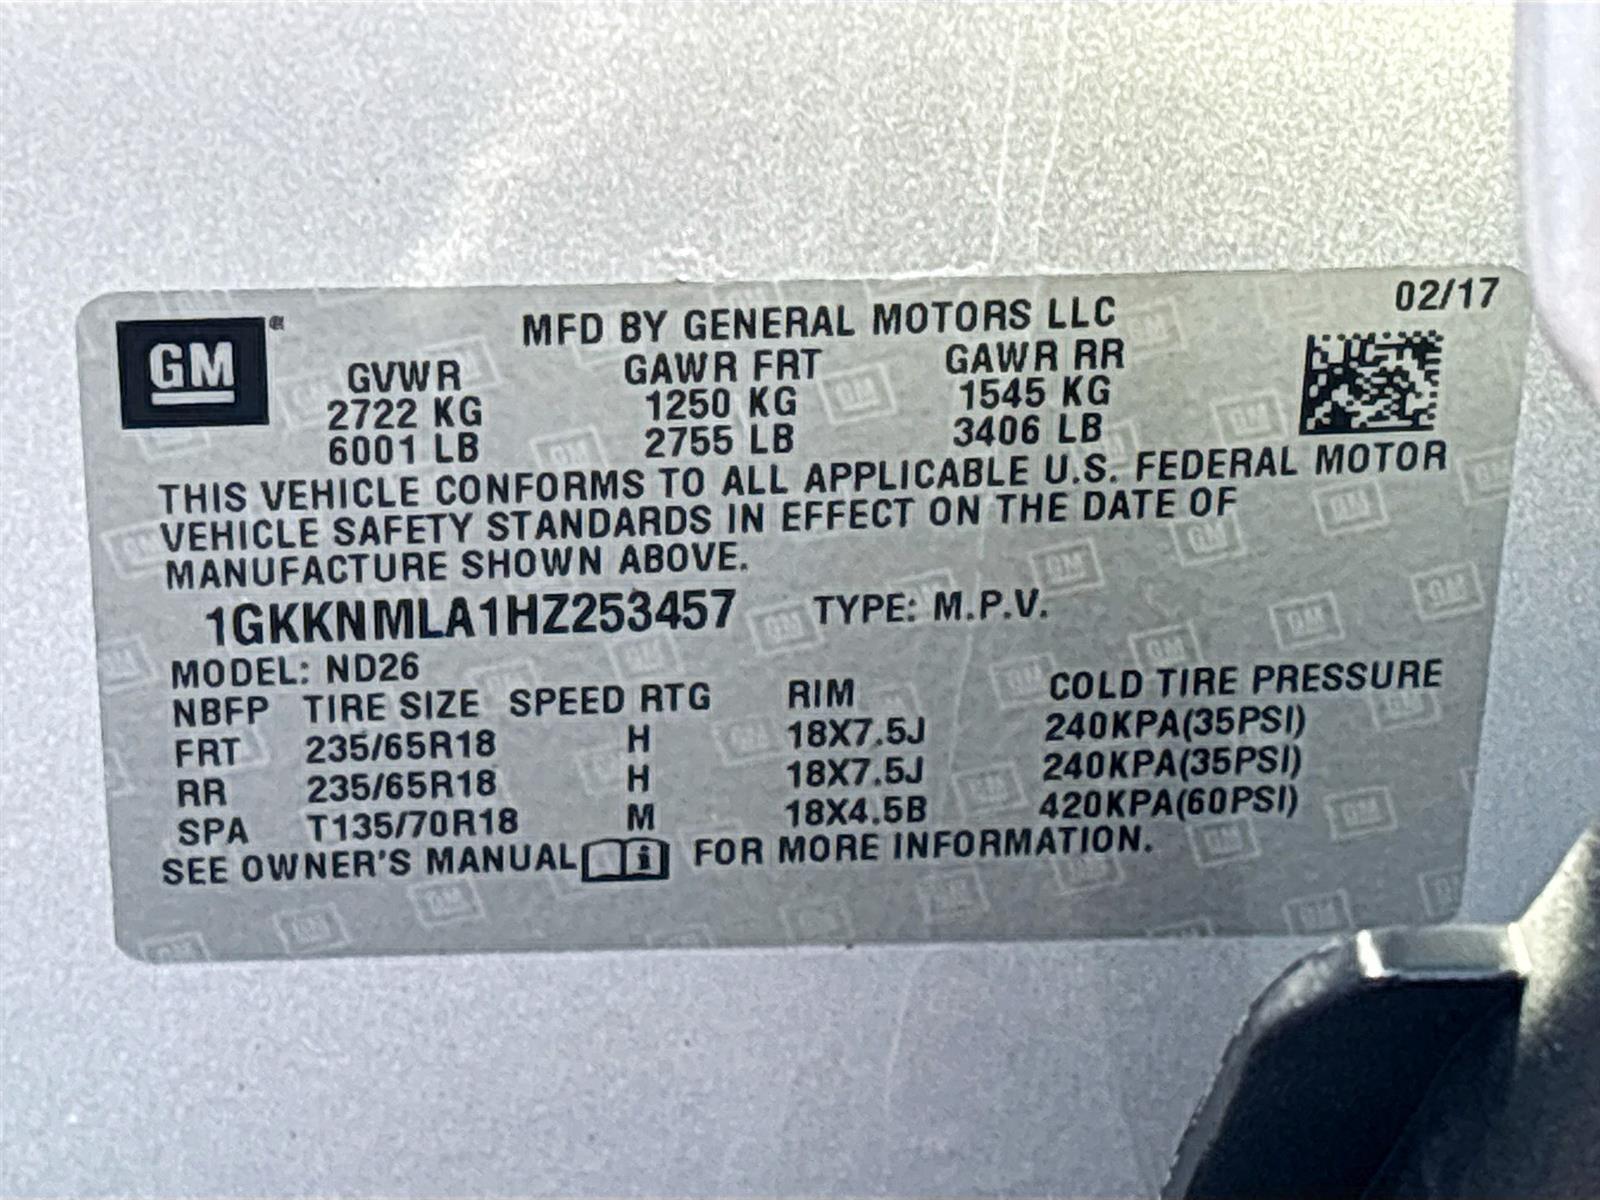 02/17
GM MFD BY GENERAL MOTORS LLC
GVWR GAWR FRT GAWR RR
2722 KG 1250 KG 1545 KG
6001 LB 2755 LB 3406 LB
THIS VEHICLE CONFORMS TO ALL APPLICABLE U.S. FEDERAL MOTOR
VEHICLE SAFETY STANDARDS IN EFFECT ON THE DATE OF
MANUFACTURE SHOWN ABOVE.
1GKKNMLA1HZ253457 TYPE: M.P.V.
MODEL: ND26
NBFP TIRE SIZE SPEED RTG RIM COLD TIRE PRESSURE
FRT 235/65R18 H 18X7.5J 240KPA(35PSI)
RR 235/65R18 H 18X7.5J 240KPA(35PSI)
SPA T135/70R18 M 18X4.5B 420KPA(60PSI)
SEE OWNER'S MANUAL i FOR MORE INFORMATION.